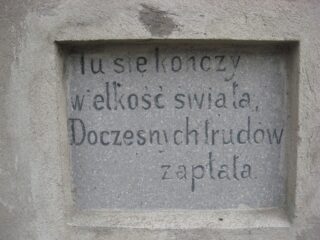 Tu się kończy
wielkość świata,
Doczesnych trudów
zapłata